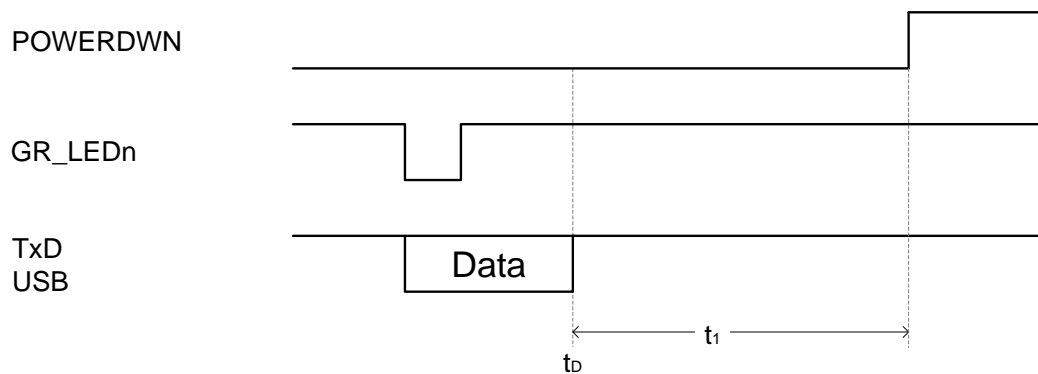 POWERDWN
GR_LEDn
TxD
USB
Data
t1
tD